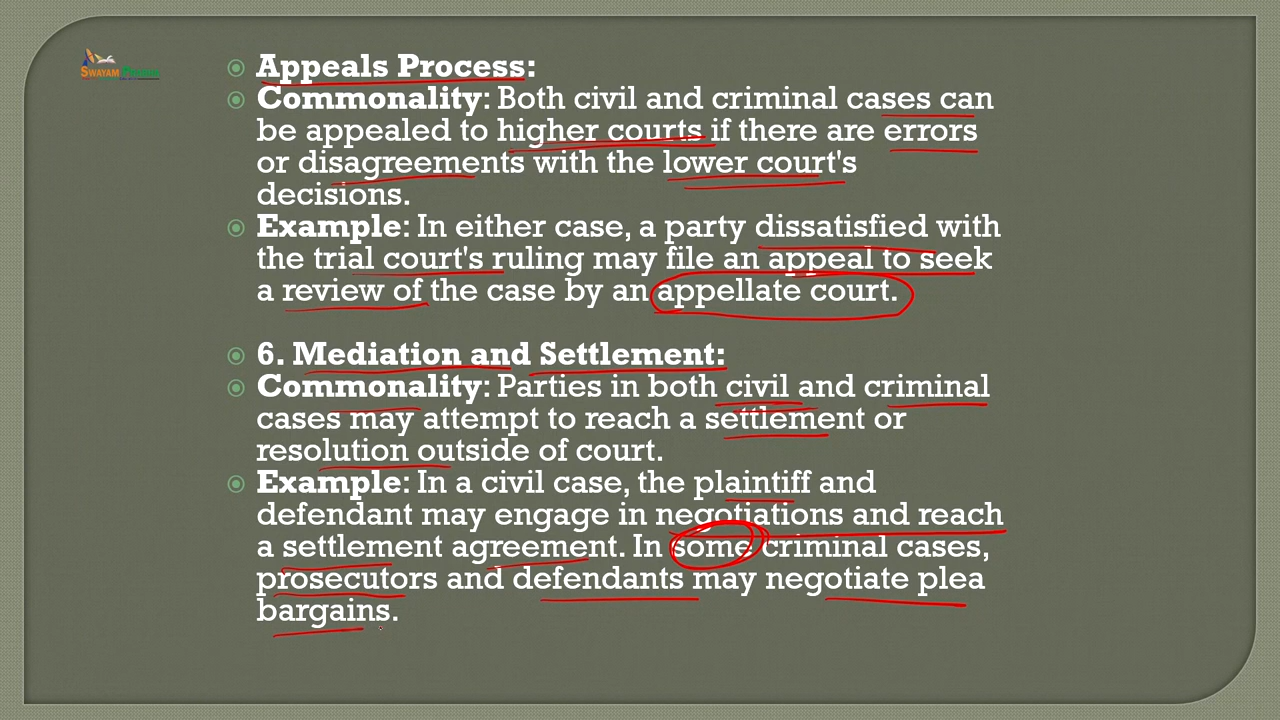 SWAYAM PRABHA
Appeals Process:
Commonality: Both civil and criminal cases can
be appealed to higher courts if there are errors
or disagreements with the lower court's
decisions.
Example: In either case, a party dissatisfied with
the trial court's ruling may file an appeal to seek
a review of the case by an appellate court.
6. Mediation and Settlement:
Commonality: Parties in both civil and criminal
cases may attempt to reach a settlement or
resolution outside of court.
Example: In a civil case, the plaintiff and
defendant may engage in negotiations and reach
a settlement agreement. In some criminal cases,
prosecutors and defendants may negotiate plea
bargains.